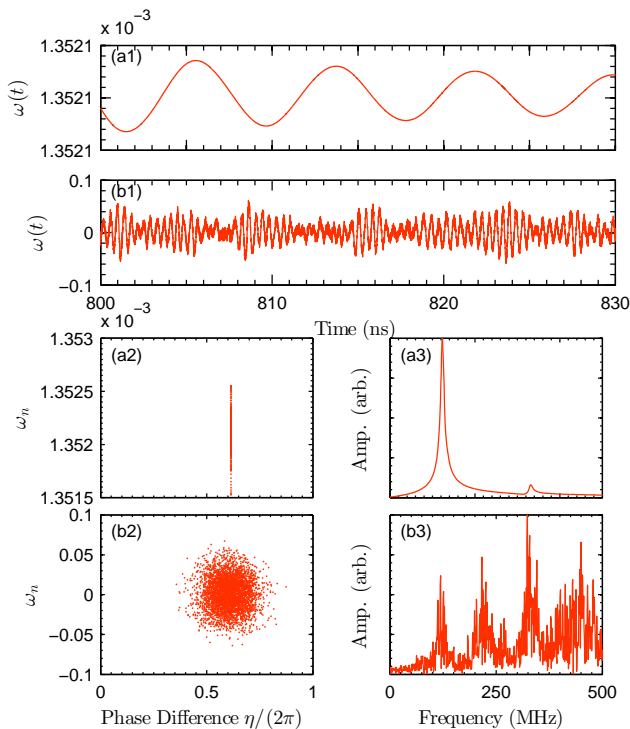 x 10⁻³
1.3521
(a1)
1.3521
ω(t)
1.3521
0.1
(b1)
0
ω(t)
−0.1
800 810 820 830
Time (ns)
x 10⁻³
1.353
(a2) (a3)
1.3525
ωₙ Amp. (arb.)
1.352
1.3515
0.1
(b2) (b3)
0.05
ωₙ Amp. (arb.)
0
−0.05
−0.1
0 0.5 1 0 250 500
Phase Difference η/(2π) Frequency (MHz)